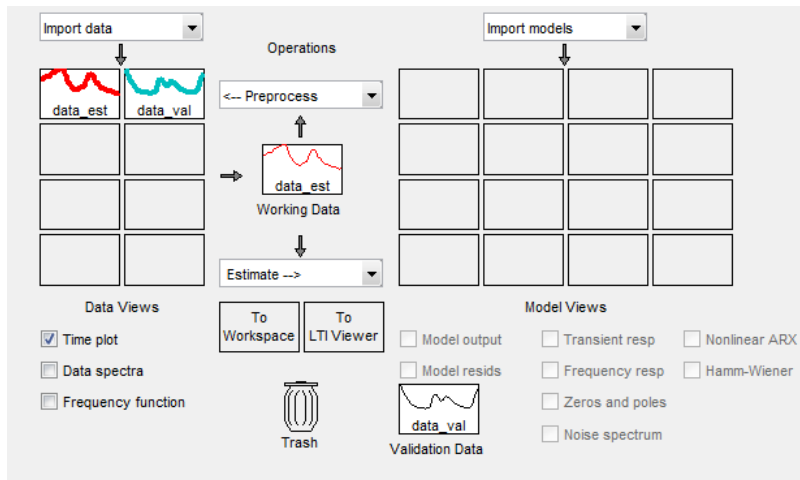 Import data
Import models
Operations
data_est
data_val
<-- Preprocess
data_est
Working Data
Estimate -->
Data Views
Model Views
To
Workspace
To
LTI Viewer
Time plot
Data spectra
Frequency function
Model output
Model resids
Transient resp
Frequency resp
Zeros and poles
Noise spectrum
Nonlinear ARX
Hamm-Wiener
Trash
data_val
Validation Data